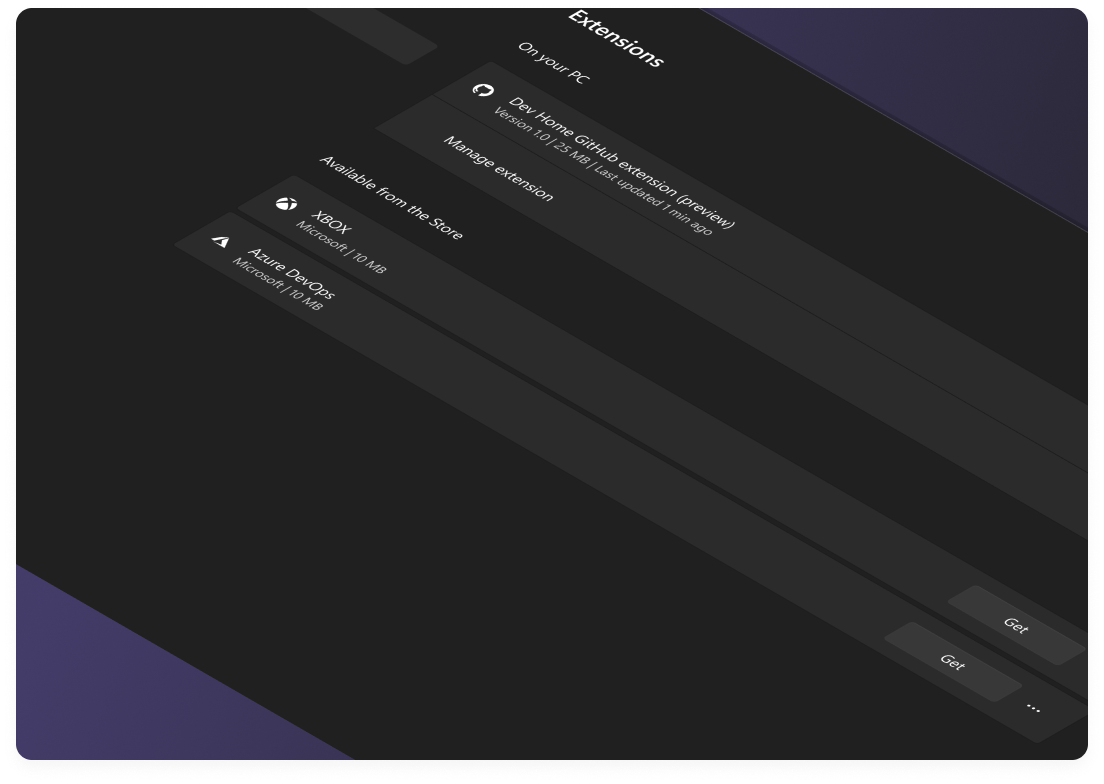 Extensions
On your PC
Dev Home GitHub extension (preview)
Version 1.0 | 25 MB | Last updated 1 min ago
Manage extension
Available from the Store
XBOX
Microsoft | 10 MB
Get
Azure DevOps
Microsoft | 10 MB
Get
...